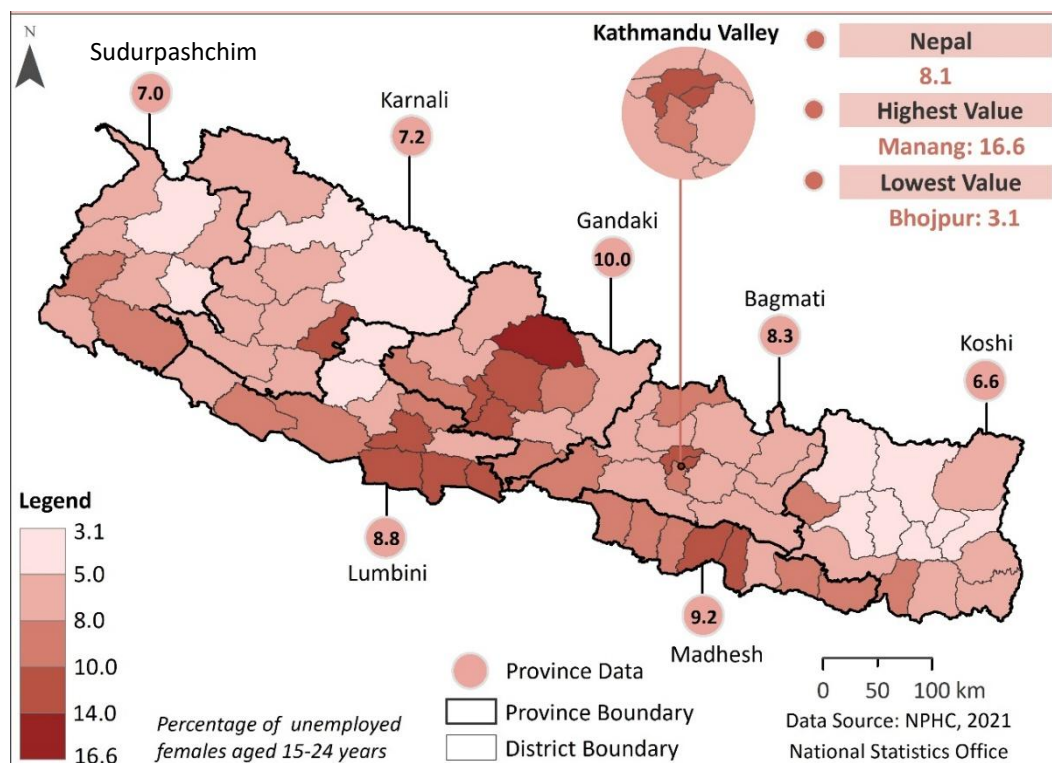 N
Sudurpashchim
7.0
Karnali
7.2
Gandaki
10.0
Kathmandu Valley
Bagmati
8.3
Koshi
6.6
Nepal
8.1
Highest Value
Manang: 16.6
Lowest Value
Bhojpur: 3.1
8.8
Lumbini
9.2
Madhesh
Legend
3.1
5.0
8.0
10.0
14.0
16.6
Percentage of unemployed
females aged 15-24 years
Province Data
Province Boundary
District Boundary
0 50 100 km
Data Source: NPHC, 2021
National Statistics Office